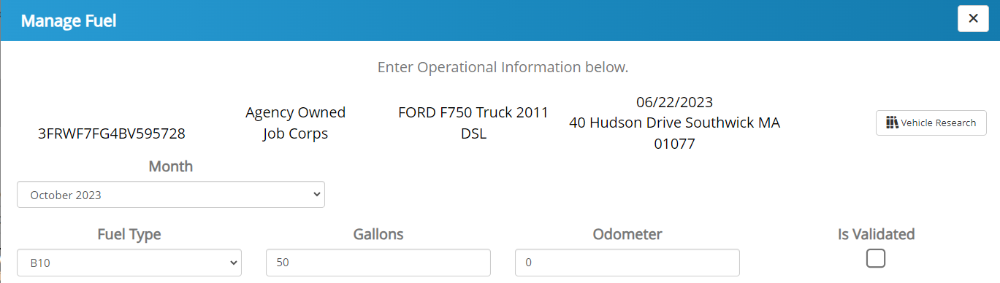 Manage Fuel
Enter Operational Information below.
3FRWF7FG4BV595728
Agency Owned
Job Corps
FORD F750 Truck 2011
DSL
06/22/2023
40 Hudson Drive Southwick MA
01077
Vehicle Research
Month
October 2023
Fuel Type
Gallons
Odometer
Is Validated
B10
50
0